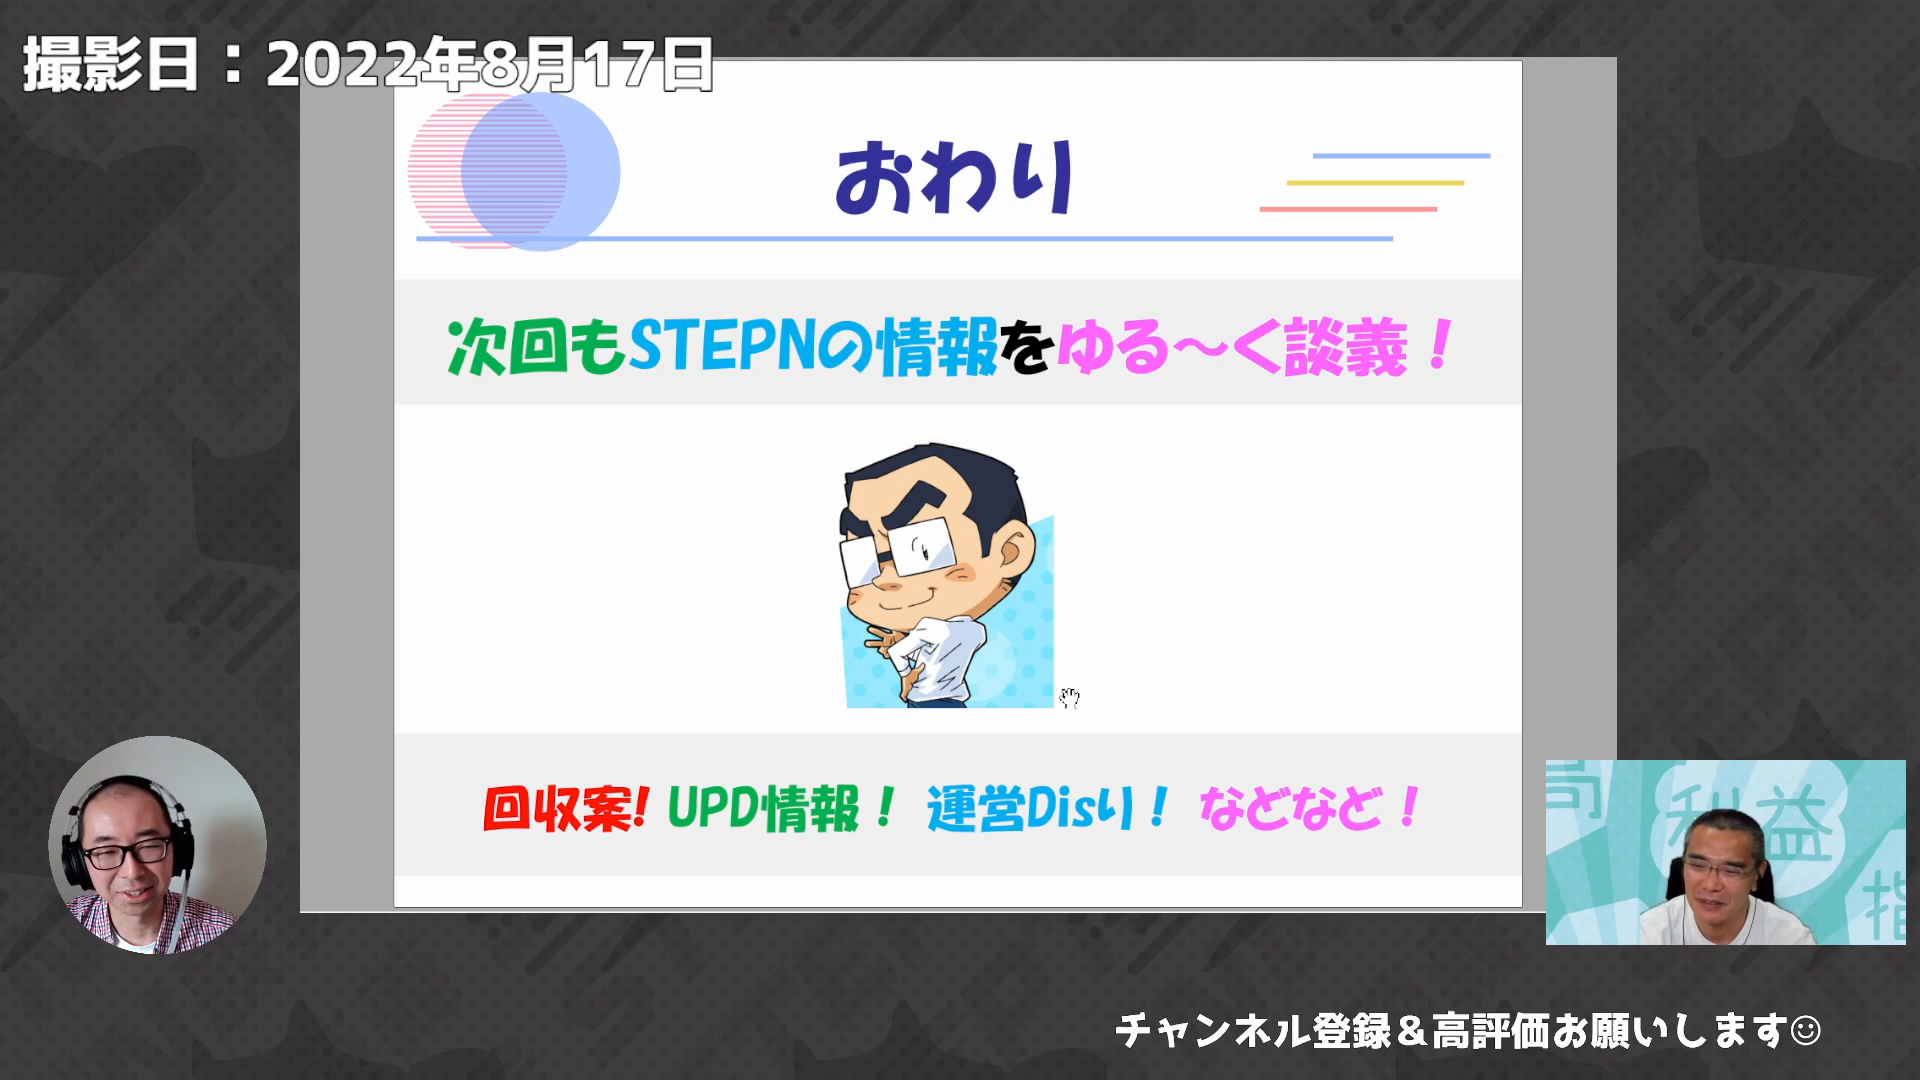 撮影日：2022年8月17日
おわり
次回もSTEPNの情報をゆる～く談義！
回収案! UPD情報！ 運営Disり！ などなど！
利益
指
チャンネル登録＆高評価お願いします☺